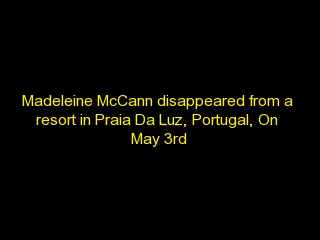 Madeleine McCann disappeared from a
resort in Praia Da Luz, Portugal, On
May 3rd